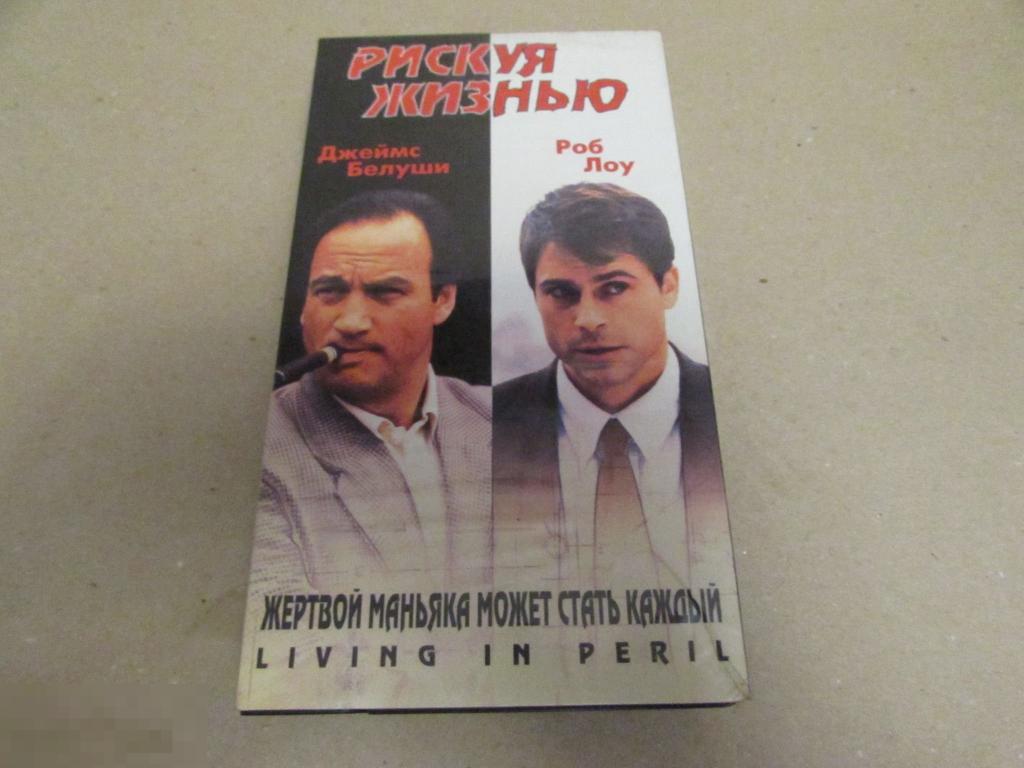 РИСКУЯ
ЖИЗНЬЮ
Джеймс
Белуши
Роб
Лоу
ЖЕРТВОЙ МАНЬЯКА МОЖЕТ СТАТЬ КАЖДЫЙ
LIVING IN PERIL